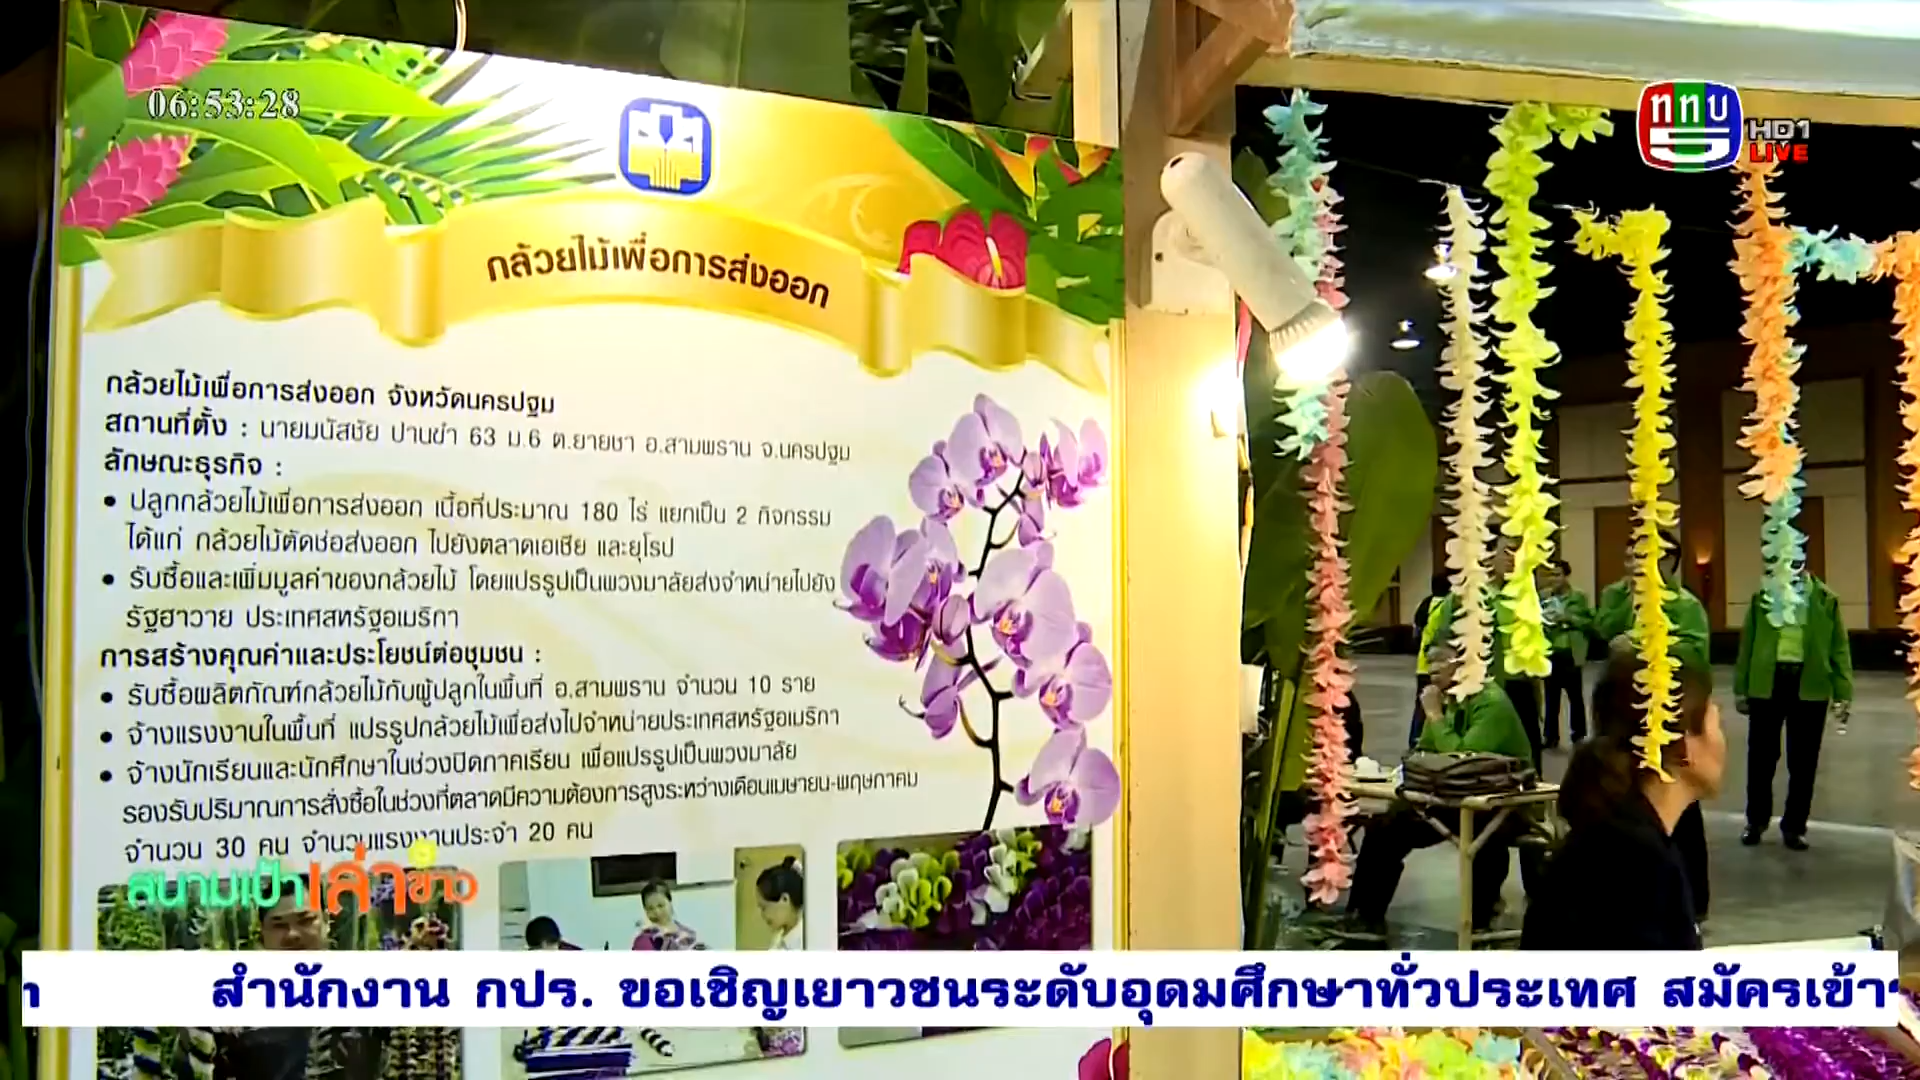 06:53:28
ททบ
5
HD1
LIVE
กล้วยไม้เพื่อการส่งออก
กล้วยไม้เพื่อการส่งออก จังหวัดนครปฐม
สถานที่ตั้ง : นายมนัสชัย ปานขำ 63 ม.6 ต.ยายชา อ.สามพราน จ.นครปฐม
ลักษณะธุรกิจ :
• ปลูกกล้วยไม้เพื่อการส่งออก เนื้อที่ประมาณ 180 ไร่ แยกเป็น 2 กิจกรรม
ได้แก่ กล้วยไม้ตัดช่อส่งออก ไปยังตลาดเอเชีย และยุโรป
• รับซื้อและเพิ่มมูลค่าของกล้วยไม้ โดยแปรรูปเป็นพวงมาลัยส่งจำหน่ายไปยัง
รัฐฮาวาย ประเทศสหรัฐอเมริกา
การสร้างคุณค่าและประโยชน์ต่อชุมชน :
• รับซื้อผลิตภัณฑ์กล้วยไม้กับผู้ปลูกในพื้นที่ อ.สามพราน จำนวน 10 ราย
• จ้างแรงงานในพื้นที่ แปรรูปกล้วยไม้เพื่อส่งไปจำหน่ายประเทศสหรัฐอเมริกา
• จ้างนักเรียนและนักศึกษาในช่วงปิดภาคเรียน เพื่อแปรรูปเป็นพวงมาลัย
รองรับปริมาณการสั่งซื้อในช่วงที่ตลาดมีความต้องการสูงระหว่างเดือนเมษายน-พฤษภาคม
จำนวน 30 คน จำนวนแรงงานประจำ 20 คน
สนามเป้าเล่าข่าว
สำนักงาน กปร. ขอเชิญเยาวชนระดับอุดมศึกษาทั่วประเทศ สมัครเข้า